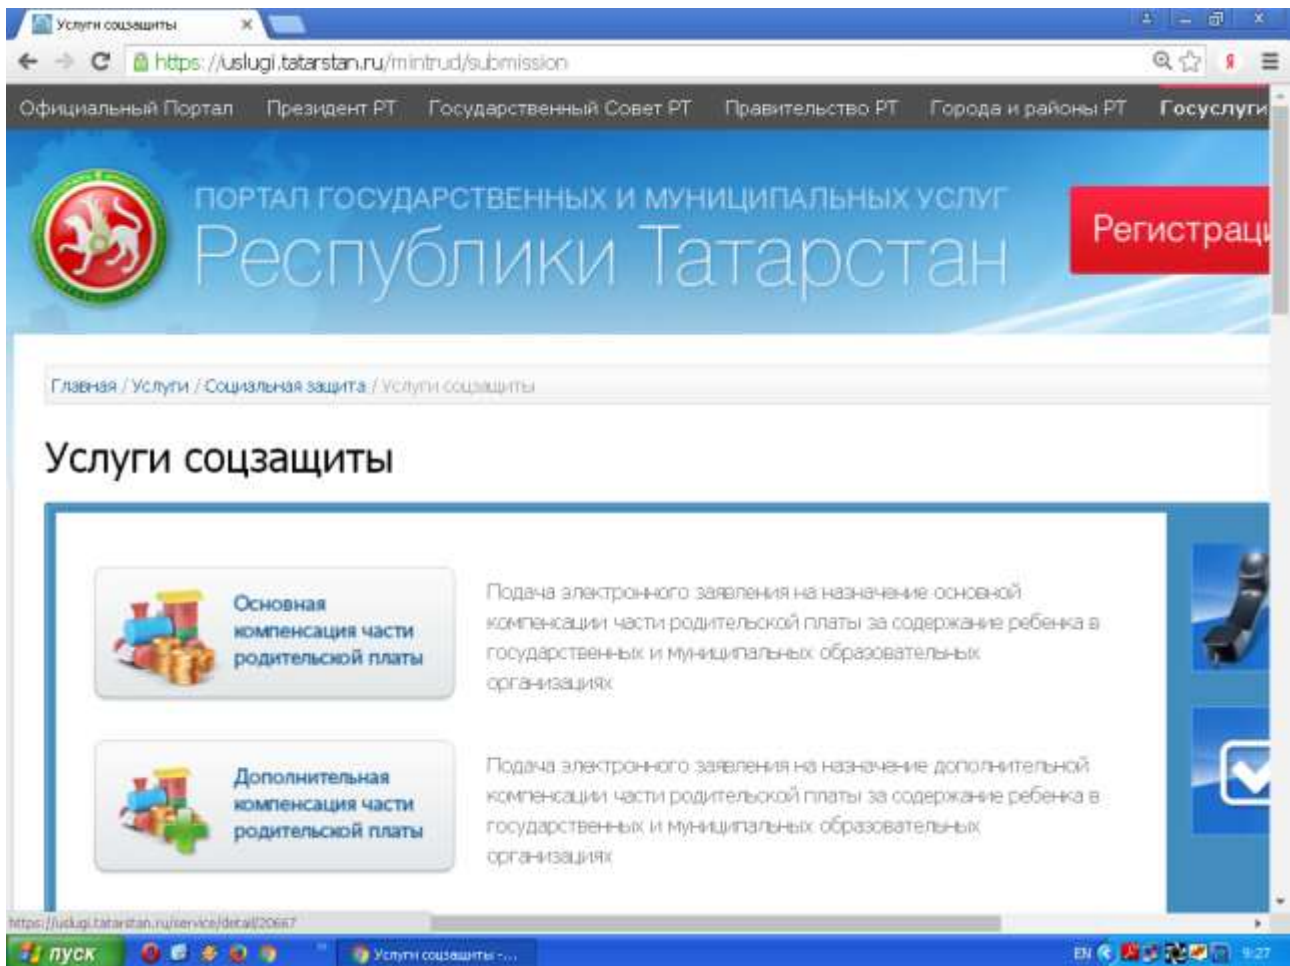 Услуги соцзащиты
https://uslugi.tatarstan.ru/mintrud/submission
Официальный Портал Президент РТ Государственный Совет РТ Правительство РТ Города и районы РТ Госуслуги
ПОРТАЛ ГОСУДАРСТВЕННЫХ И МУНИЦИПАЛЬНЫХ УСЛУГ
Республики Татарстан
Регистраци
Главная / Услуги / Социальная защита / Услуги соцзащиты
Услуги соцзащиты
Основная
компенсация части
родительской платы
Подача электронного заявления на назначение основной
компенсации части родительской платы за содержание ребенка в
государственных и муниципальных образовательных
организациях
Дополнительная
компенсация части
родительской платы
Подача электронного заявления на назначение дополнительной
компенсации части родительской платы за содержание ребенка в
государственных и муниципальных образовательных
организациях
https://uslugi.tatarstan.ru/service/detail/20667
пуск
Услуги соцзащиты -...
EN
9:27